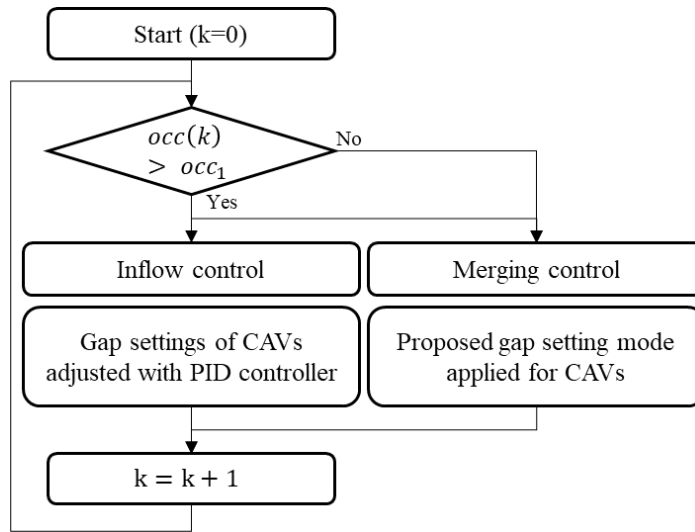 Start (k=0)
occ(k)
> occ₁
No
Yes
Inflow control
Merging control
Gap settings of CAVs
adjusted with PID controller
Proposed gap setting mode
applied for CAVs
k = k + 1